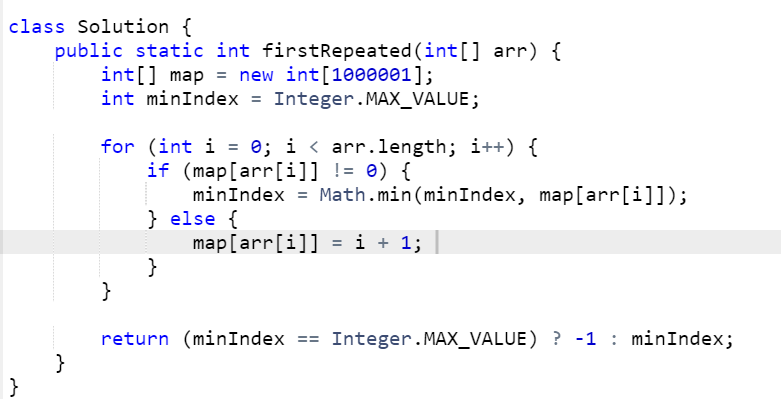 class Solution {
    public static int firstRepeated(int[] arr) {
        int[] map = new int[1000001];
        int minIndex = Integer.MAX_VALUE;

        for (int i = 0; i < arr.length; i++) {
            if (map[arr[i]] != 0) {
                minIndex = Math.min(minIndex, map[arr[i]]);
            } else {
                map[arr[i]] = i + 1;
            }
        }

        return (minIndex == Integer.MAX_VALUE) ? -1 : minIndex;
    }
}